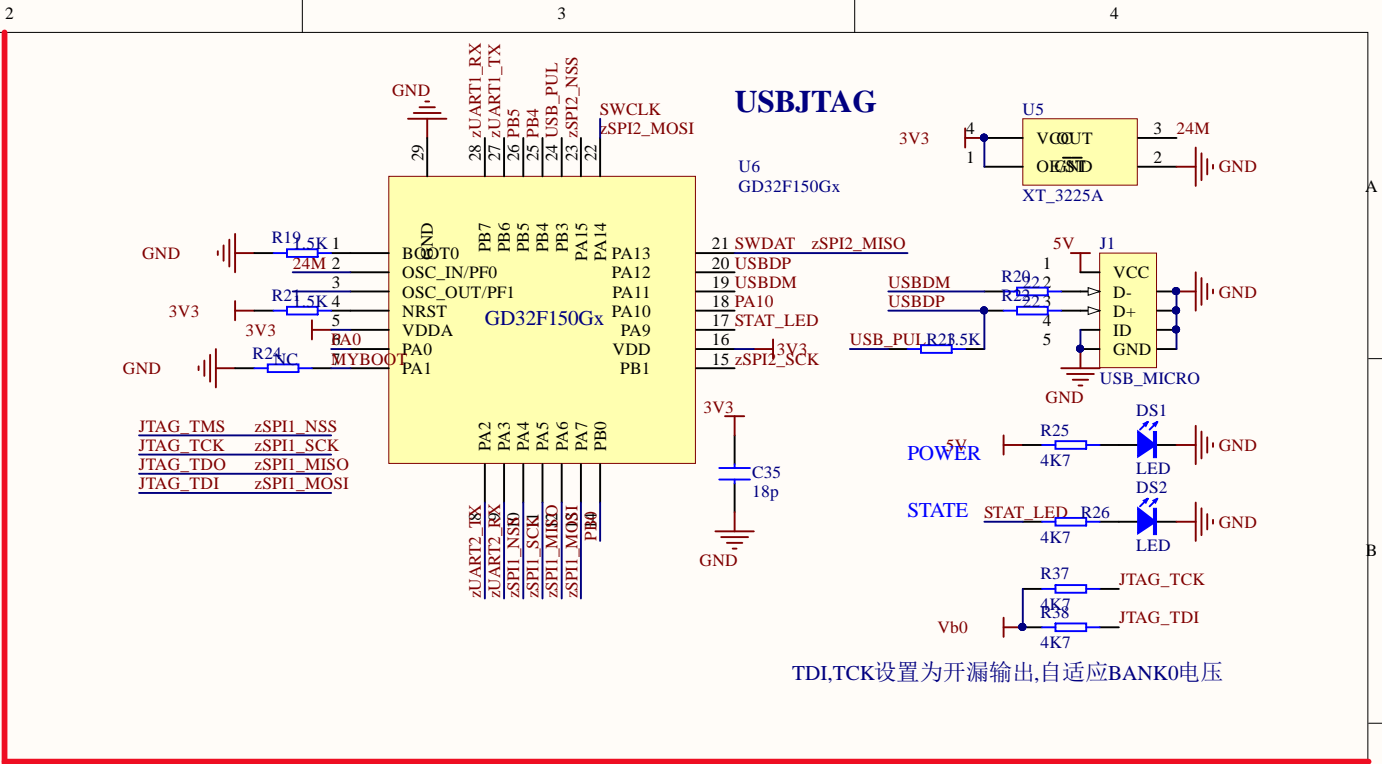 2
3
4
GND
29
28
zUART1_RX
27
zUART1_TX
26
PB5
25
PB4
24
USB_PUL
23
zSPI2_NSS
22
SWCLK
zSPI2_MOSI
USBJTAG
U6
GD32F150Gx
U5
3V3
4
VCC
OUT
3
24M
1
2
GND
XT_3225A
A
GND
PB7
PB6
PB5
PB4
PB3
PA15
PA14
GND
R19
1.5K
1
BOOT0
24M
2
OSC_IN/PF0
3
OSC_OUT/PF1
3V3
R21
1.5K
4
NRST
3V3
5
VDDA
PA0
6
PA0
GND
R24
NC
MYBOOT
7
PA1
GD32F150Gx
PA13
21
SWDAT
zSPI2_MISO
PA12
20
USBDP
PA11
19
USBDM
PA10
18
PA10
PA9
17
STAT_LED
VDD
16
3V3
PB1
15
zSPI2_SCK
5V
J1
1
VCC
USBDM
R20
22
2
D-
GND
USBDP
R22
22
3
D+
4
ID
USB_PUL
R23
1.5K
5
GND
USB_MICRO
GND
JTAG_TMS
zSPI1_NSS
JTAG_TCK
zSPI1_SCK
JTAG_TDO
zSPI1_MISO
JTAG_TDI
zSPI1_MOSI
PA2
PA3
PA4
PA5
PA6
PA7
PB0
zUART2_TX
zUART2_RX
zSPI1_NSS
zSPI1_SCK
zSPI1_MISO
zSPI1_MOSI
PB0
3V3
C35
18p
GND
POWER
5V
R25
4K7
DS1
LED
GND
STATE
STAT_LED
R26
4K7
DS2
LED
GND
B
R37
4K7
JTAG_TCK
Vb0
R38
4K7
JTAG_TDI
TDI,TCK设置为开漏输出,自适应BANK0电压